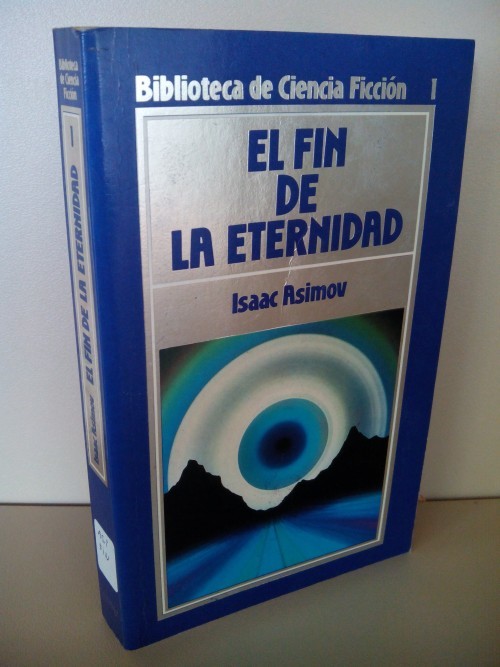 Biblioteca de Ciencia Ficción 1
EL FIN
DE
LA ETERNIDAD
Isaac Asimov
Biblioteca
de Ciencia
Ficción
1
Isaac Asimov EL FIN DE LA ETERNIDAD